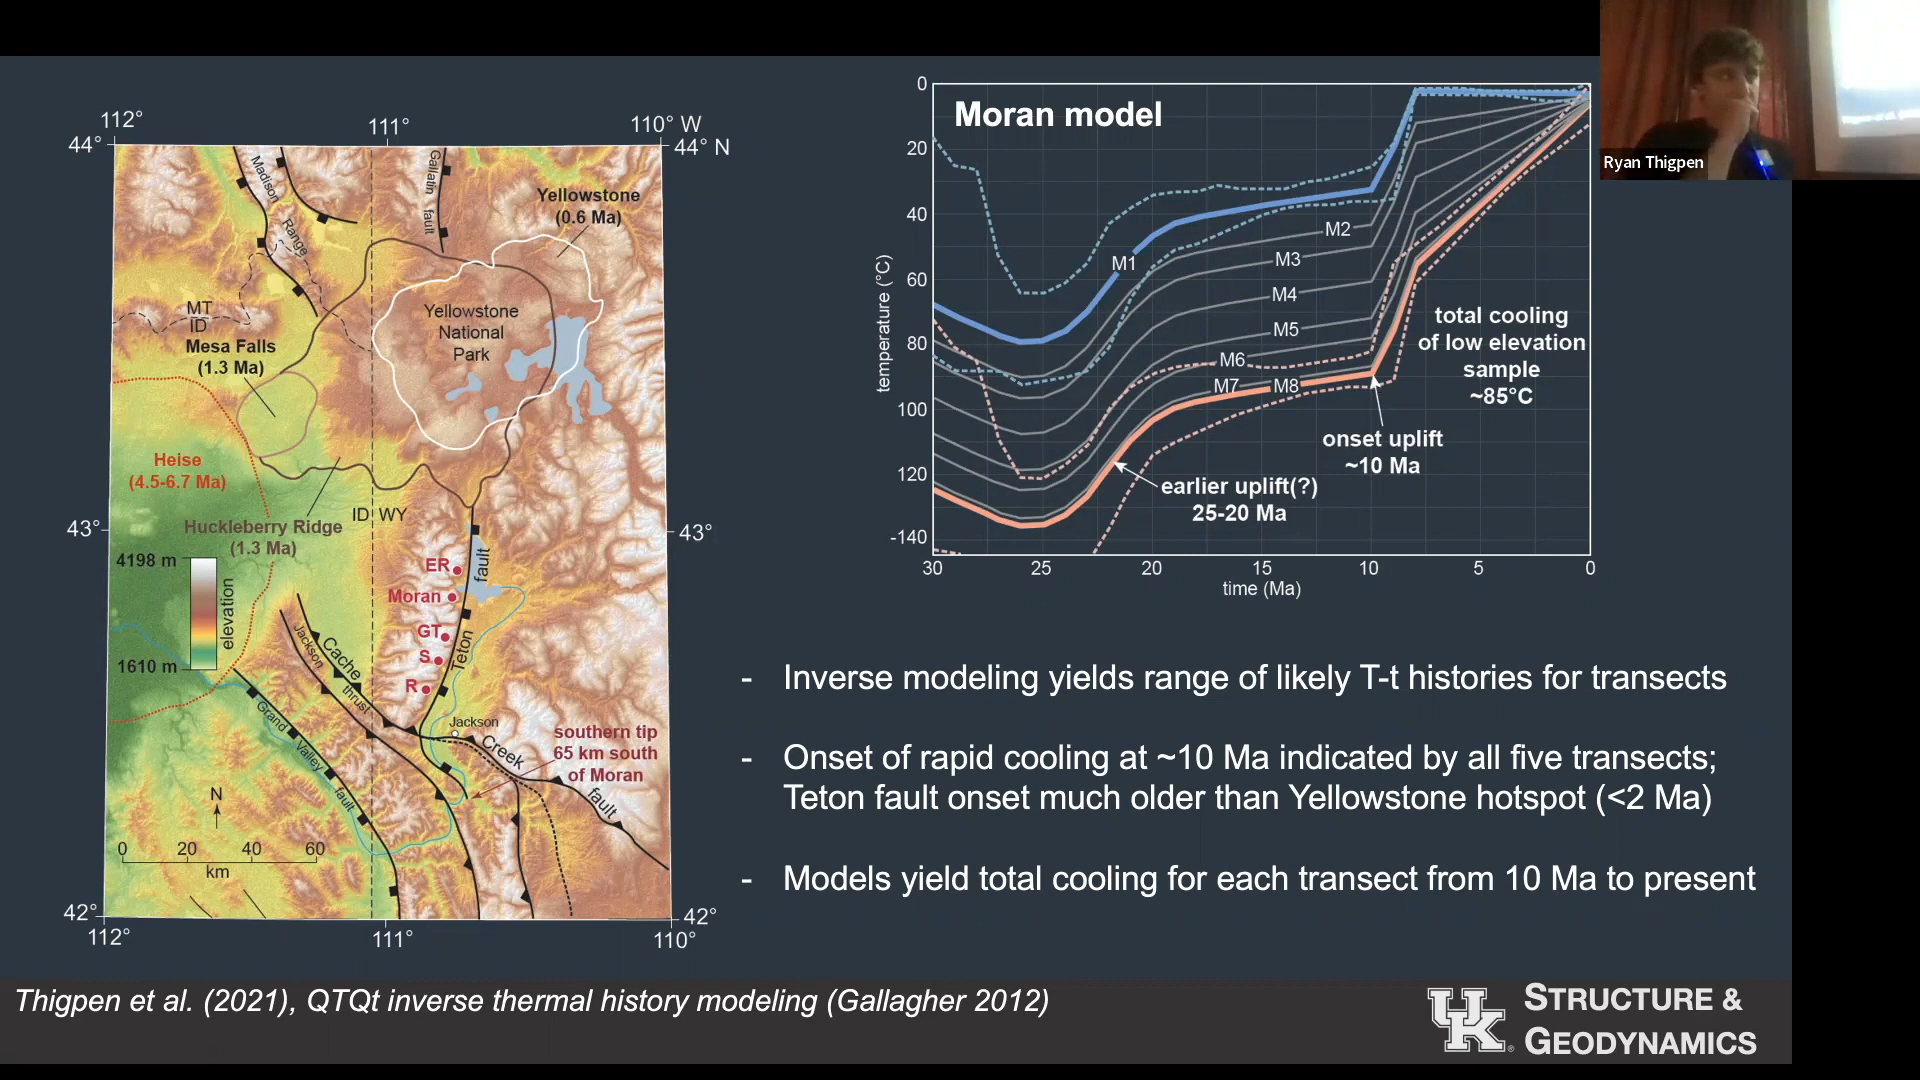 112°
111°
110° W
44°
44° N
Madison
Range
Gallatin
fault
Yellowstone
(0.6 Ma)
Yellowstone
National
Park
MT
ID
Mesa Falls
(1.3 Ma)
Heise
(4.5-6.7 Ma)
Huckleberry Ridge
(1.3 Ma)
ID WY
43°
43°
4198 m
1610 m
elevation
ER
Moran
GT
S
R
Teton
fault
Jackson
Cache
thrust
Creek
fault
Jackson
Grand
Valley
fault
southern tip
65 km south
of Moran
N
0 20 40 60
km
42°
42°
112°
111°
110°
Moran model
0
20
40
60
80
100
120
-140
temperature (°C)
30 25 20 15 10 5 0
time (Ma)
M1
M2
M3
M4
M5
M6
M7 M8
total cooling
of low elevation
sample
~85°C
onset uplift
~10 Ma
earlier uplift(?)
25-20 Ma
Ryan Thigpen
- Inverse modeling yields range of likely T-t histories for transects
- Onset of rapid cooling at ~10 Ma indicated by all five transects;
Teton fault onset much older than Yellowstone hotspot (<2 Ma)
- Models yield total cooling for each transect from 10 Ma to present
Thigpen et al. (2021), QTQt inverse thermal history modeling (Gallagher 2012)
UK
STRUCTURE &
GEODYNAMICS